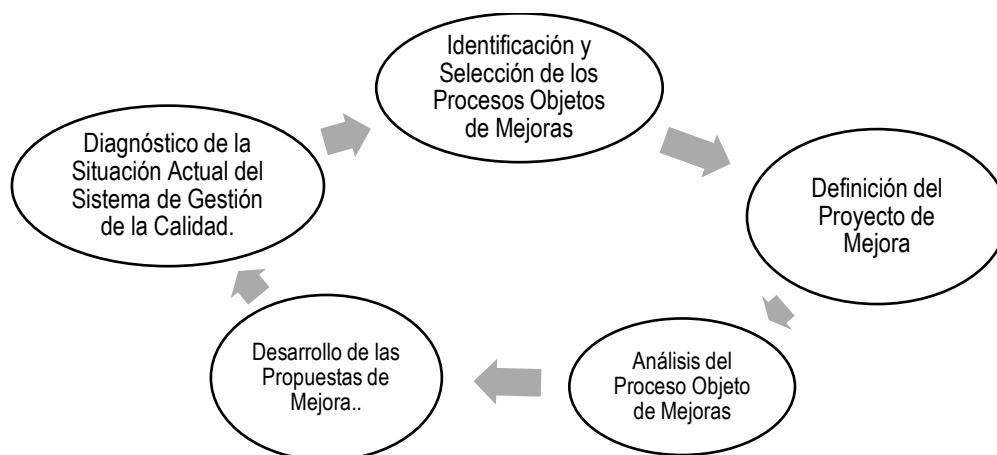 Identificación y
Selección de los
Procesos Objetos
de Mejoras
Diagnóstico de la
Situación Actual del
Sistema de Gestión
de la Calidad.
Definición del
Proyecto de
Mejora
Desarrollo de las
Propuestas de
Mejora..
Análisis del
Proceso Objeto
de Mejoras